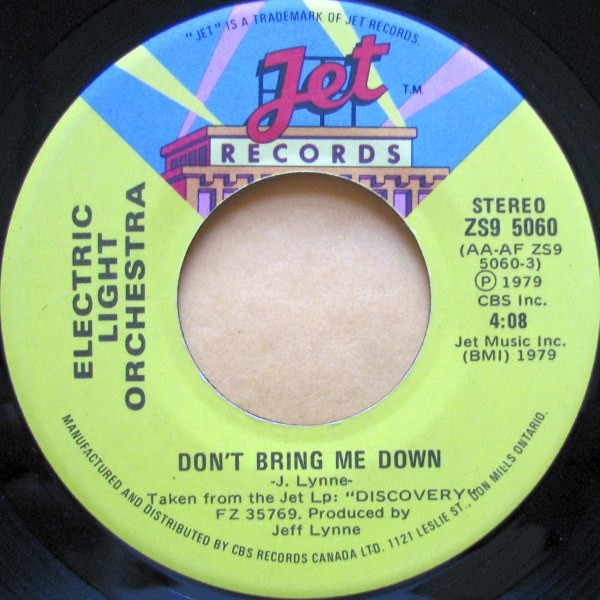 "JET" IS A TRADEMARK OF JET RECORDS.
Jet
T.M.
RECORDS
ELECTRIC
LIGHT
ORCHESTRA
STEREO
ZS9 5060
(AA-AF ZS9
5060-3)
Ⓟ 1979
CBS Inc.
4:08
Jet Music Inc.
(BMI) 1979
DON'T BRING ME DOWN
-J. Lynne-
Taken from the Jet Lp: "DISCOVERY"
FZ 35769. Produced by
Jeff Lynne
MANUFACTURED AND DISTRIBUTED BY CBS RECORDS CANADA LTD. 1121 LESLIE ST., DON MILLS ONTARIO.